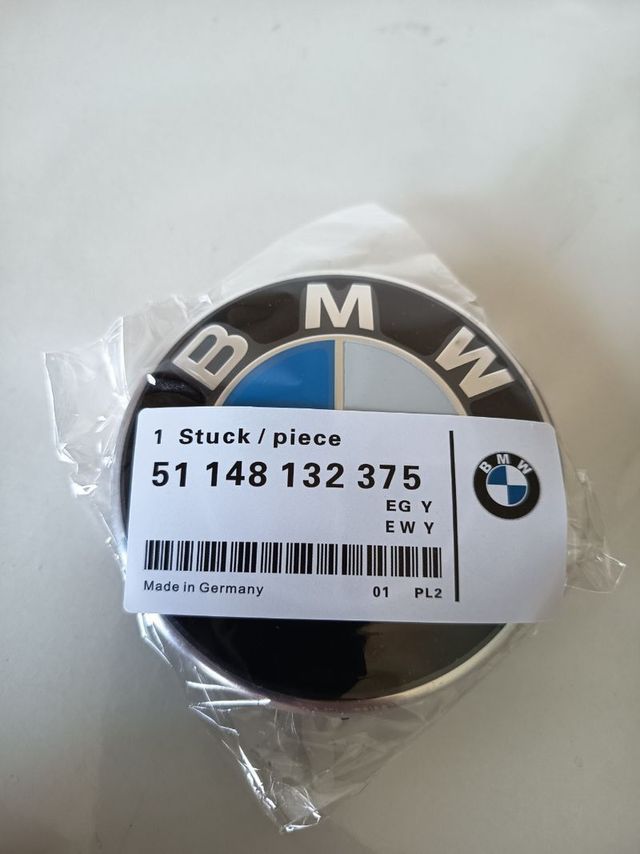 BMW
1 Stuck / piece
51 148 132 375
EG Y
EW Y
BMW
Made in Germany
01 PL2